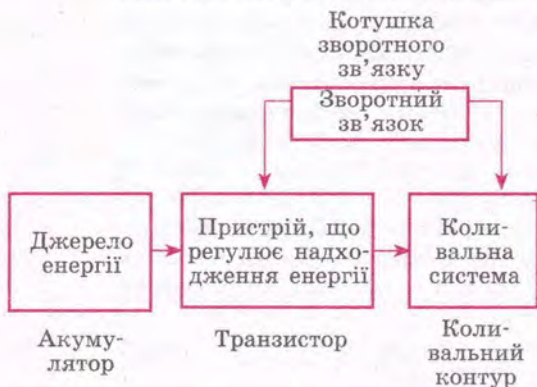 Котушка
зворотного
зв’язку
Зворотний
зв’язок
Джерело
енергії
Пристрій, що
регулює надхо-
дження енергії
Коли-
вальна
система
Акуму-
лятор
Транзистор
Коли-
вальний
контур